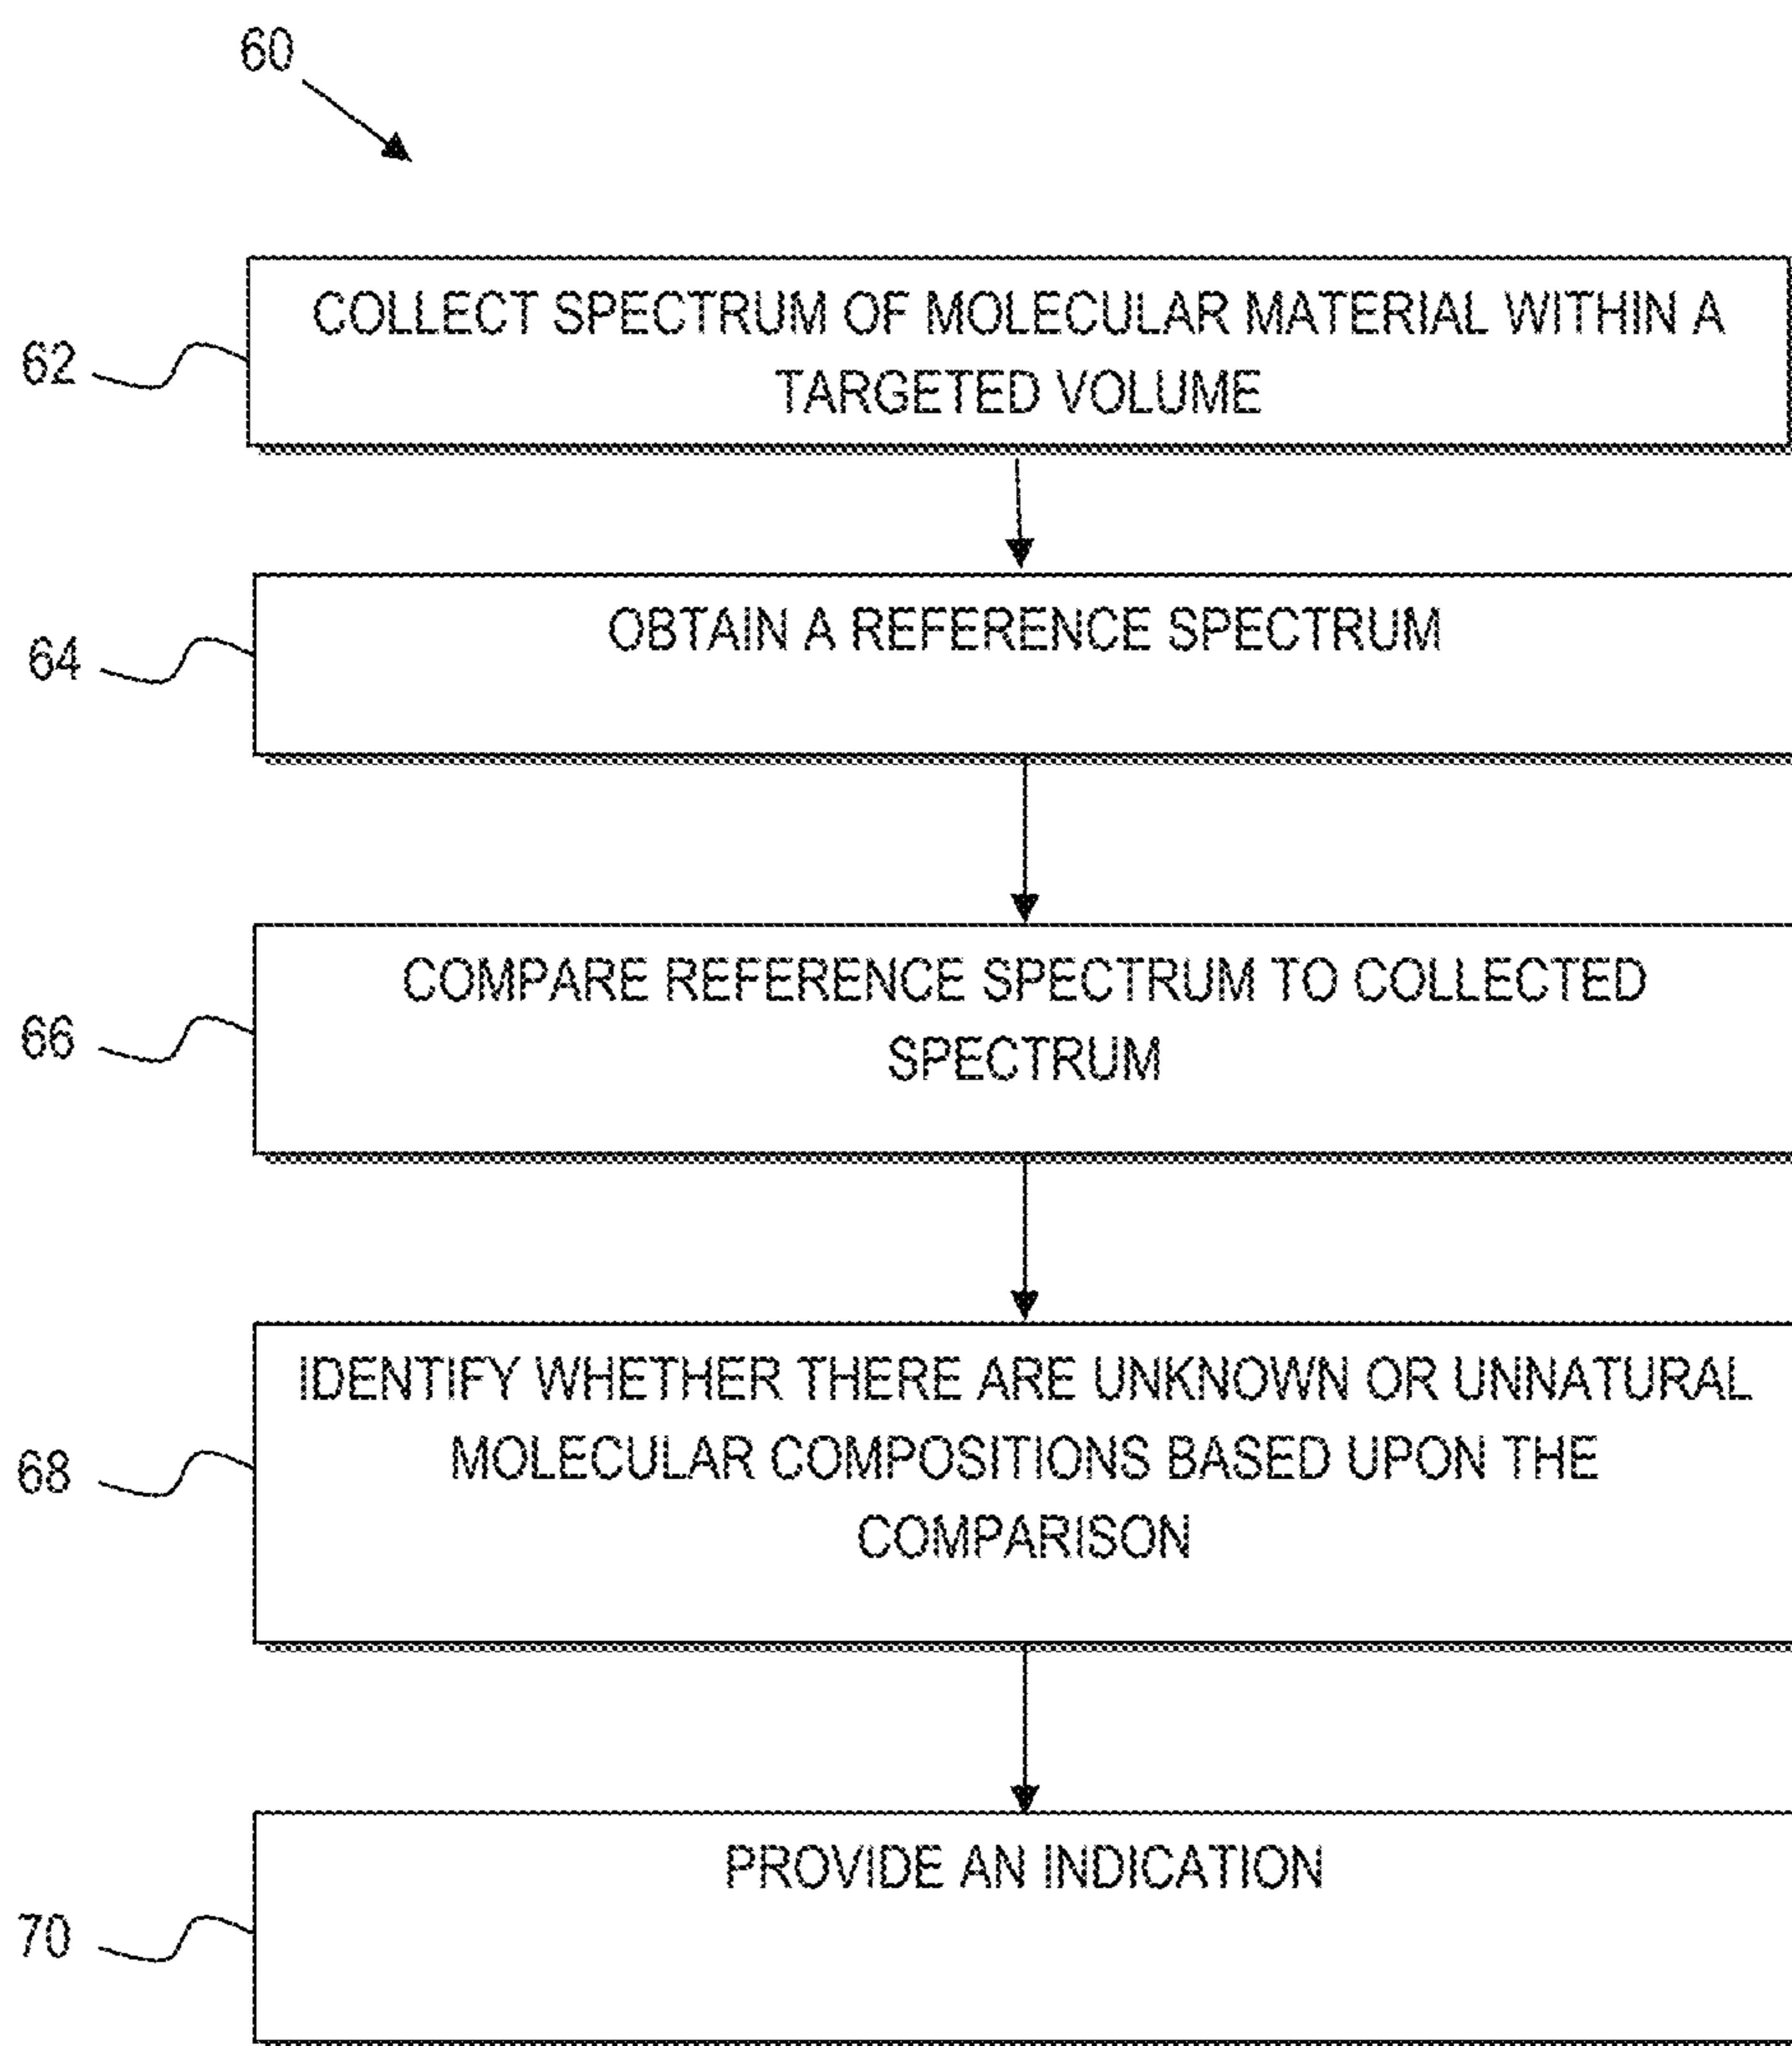 60
62
COLLECT SPECTRUM OF MOLECULAR MATERIAL WITHIN A
TARGETED VOLUME
64
OBTAIN A REFERENCE SPECTRUM
66
COMPARE REFERENCE SPECTRUM TO COLLECTED
SPECTRUM
68
IDENTIFY WHETHER THERE ARE UNKNOWN OR UNNATURAL
MOLECULAR COMPOSITIONS BASED UPON THE
COMPARISON
70
PROVIDE AN INDICATION